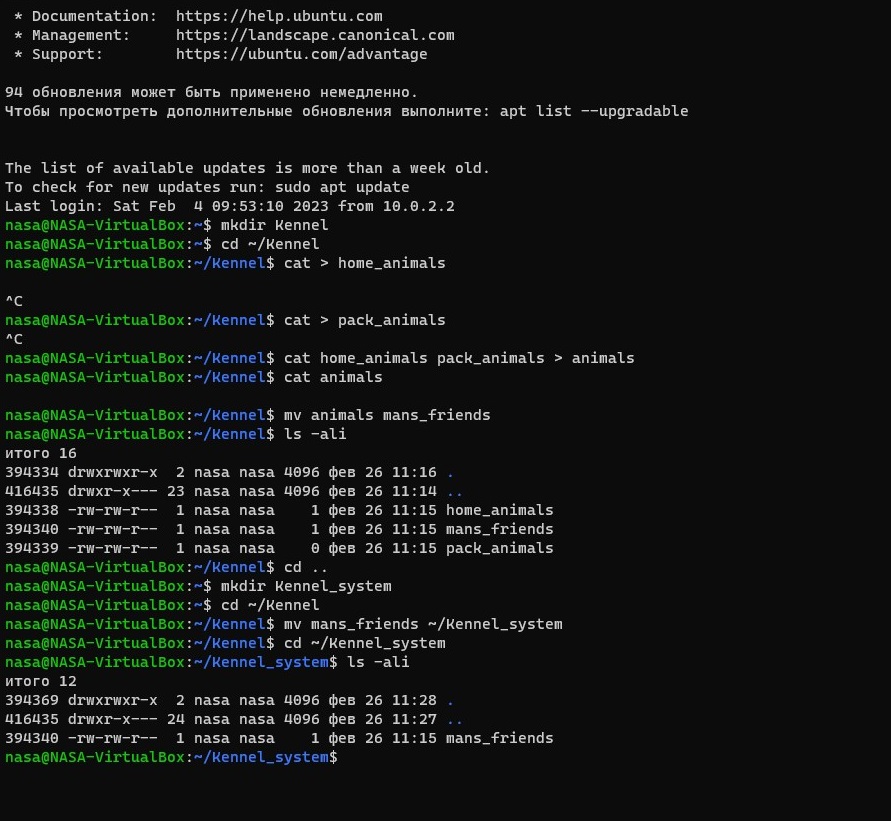 * Documentation:  https://help.ubuntu.com
* Management:     https://landscape.canonical.com
* Support:        https://ubuntu.com/advantage
94 обновления может быть применено немедленно.
Чтобы просмотреть дополнительные обновления выполните: apt list --upgradable
The list of available updates is more than a week old.
To check for new updates run: sudo apt update
Last login: Sat Feb  4 09:53:10 2023 from 10.0.2.2
nasa@NASA-VirtualBox:~$ mkdir Kennel
nasa@NASA-VirtualBox:~$ cd ~/Kennel
nasa@NASA-VirtualBox:~/Kennel$ cat > home_animals
^C
nasa@NASA-VirtualBox:~/Kennel$ cat > pack_animals
^C
nasa@NASA-VirtualBox:~/Kennel$ cat home_animals pack_animals > animals
nasa@NASA-VirtualBox:~/Kennel$ cat animals
nasa@NASA-VirtualBox:~/Kennel$ mv animals mans_friends
nasa@NASA-VirtualBox:~/Kennel$ ls -ali
итого 16
394334 drwxrwxr-x  2 nasa nasa 4096 фев 26 11:16 .
416435 drwxr-x--- 23 nasa nasa 4096 фев 26 11:14 ..
394338 -rw-rw-r--  1 nasa nasa    1 фев 26 11:15 home_animals
394340 -rw-rw-r--  1 nasa nasa    1 фев 26 11:15 mans_friends
394339 -rw-rw-r--  1 nasa nasa    0 фев 26 11:15 pack_animals
nasa@NASA-VirtualBox:~/Kennel$ cd ..
nasa@NASA-VirtualBox:~$ mkdir Kennel_system
nasa@NASA-VirtualBox:~$ cd ~/Kennel
nasa@NASA-VirtualBox:~/Kennel$ mv mans_friends ~/Kennel_system
nasa@NASA-VirtualBox:~/Kennel$ cd ~/Kennel_system
nasa@NASA-VirtualBox:~/Kennel_system$ ls -ali
итого 12
394369 drwxrwxr-x  2 nasa nasa 4096 фев 26 11:28 .
416435 drwxr-x--- 24 nasa nasa 4096 фев 26 11:27 ..
394340 -rw-rw-r--  1 nasa nasa    1 фев 26 11:15 mans_friends
nasa@NASA-VirtualBox:~/Kennel_system$